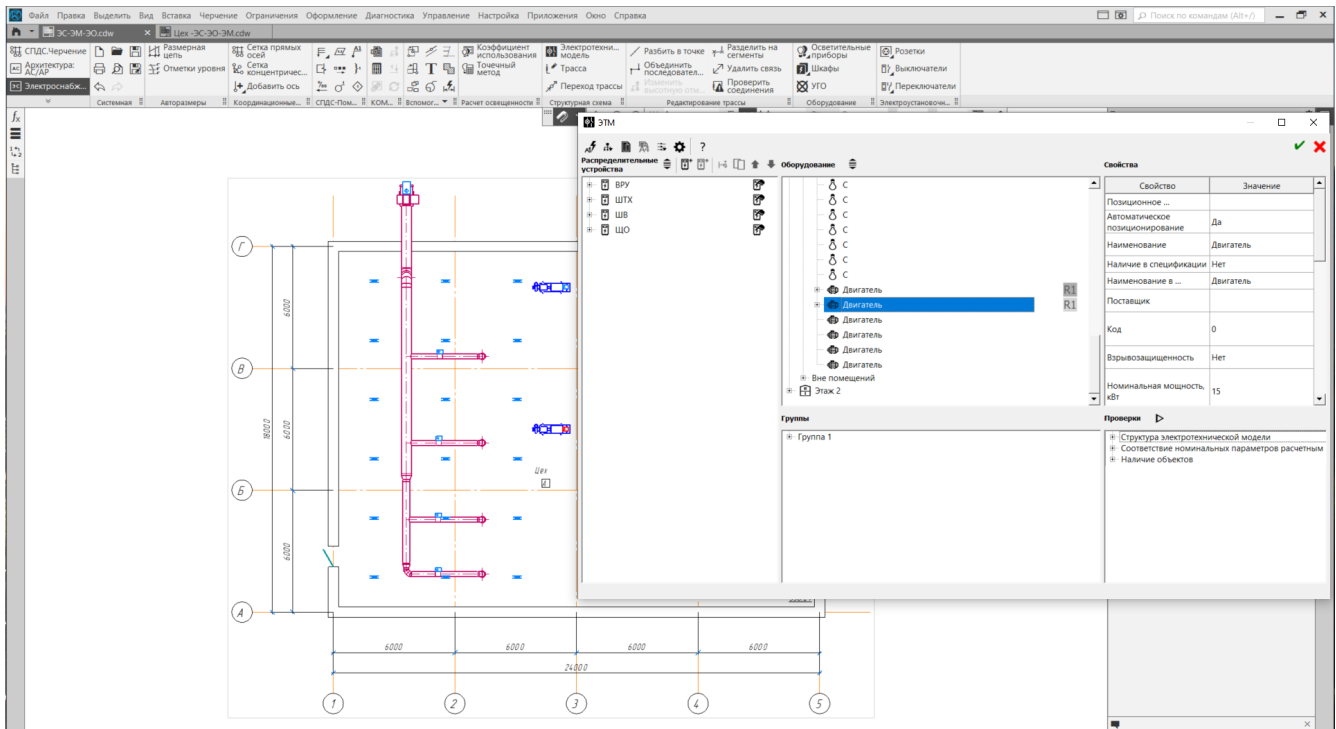 Файл Правка Выделить Вид Вставка Черчение Ограничения Оформление Диагностика Управление Настройка Приложения Окно Справка
Поиск по командам (Alt+/)
ЭС-ЭМ-ЭО.cdw
Цех -ЭС-ЭО-ЭМ.cdw
СПДС.Черчение
Архитектура: АС/АР
Электроснабж...
Системная
Размерная цепь
Отметки уровня
Авторазмеры
Сетка прямых осей
Сетка концентричес...
Добавить ось
Координационные...
СПДС-Пом...
КОМ...
Вспомог...
Коэффициент использования
Точечный метод
Расчет освещенности
Электротехни... модель
Трасса
Переход трассы
Структурная схема
Разбить в точке
Объединить последовател...
Изменить высотную отм...
Разделить на сегменты
Удалить связь
Проверить соединения
Редактирование трассы
Осветительные приборы
Шкафы
УГО
Оборудование
Розетки
Выключатели
Переключатели
Электроустановочн...
ЭТМ
Распределительные устройства
ВРУ
ШТХ
ШВ
ЩО
Оборудование
С
С
С
С
С
С
С
Двигатель R1
Двигатель R1
Двигатель
Двигатель
Двигатель
Двигатель
Вне помещений
Этаж 2
Группы
Группа 1
Свойства
Свойство Значение
Позиционное ...
Автоматическое позиционирование Да
Наименование Двигатель
Наличие в спецификации Нет
Наименование в ... Двигатель
Поставщик
Код 0
Взрывозащищенность Нет
Номинальная мощность, кВт 15
Проверки
Структура электротехнической модели
Соответствие номинальных параметров расчетным
Наличие объектов
Г
В
Б
А
6000
6000
6000
18000
Цех
6000 6000 6000 6000
24000
1 2 3 4 5